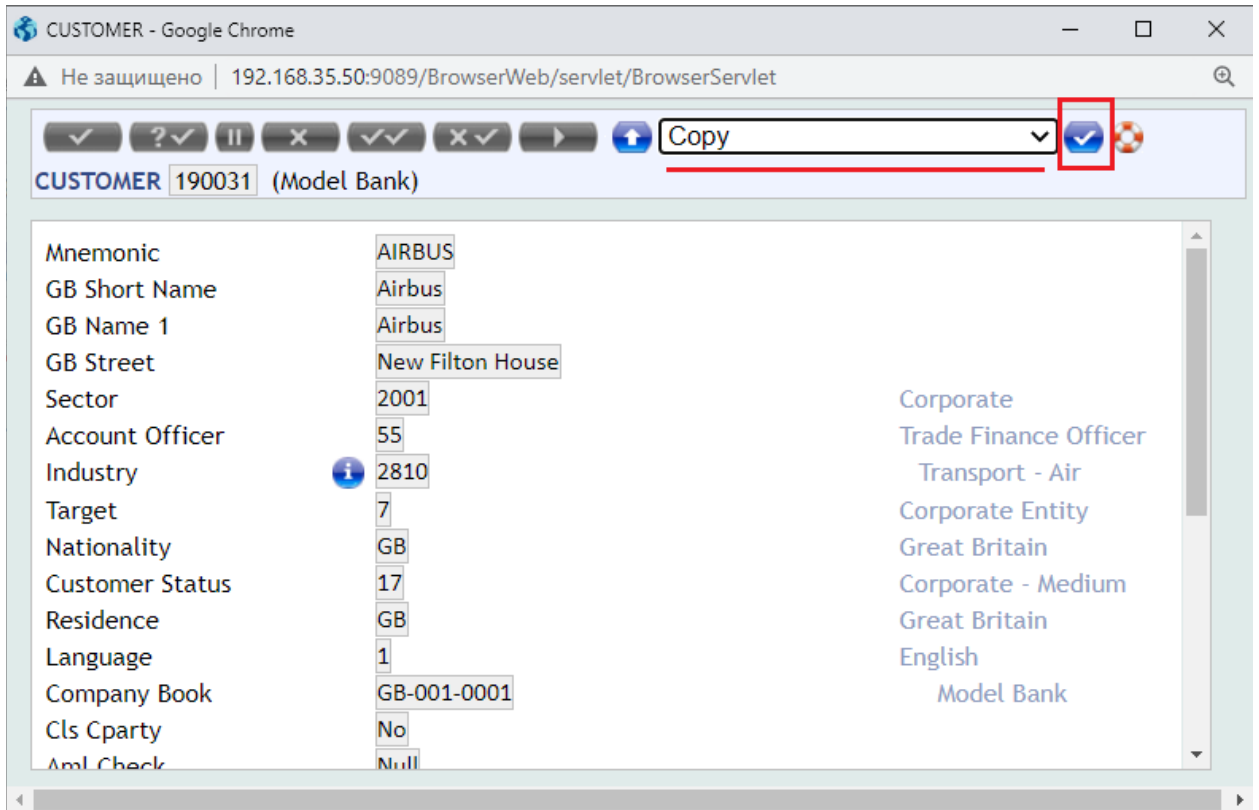 CUSTOMER - Google Chrome
Не защищено 192.168.35.50:9089/BrowserWeb/servlet/BrowserServlet
Copy
CUSTOMER 190031 (Model Bank)
Mnemonic AIRBUS
GB Short Name Airbus
GB Name 1 Airbus
GB Street New Filton House
Sector 2001 Corporate
Account Officer 55 Trade Finance Officer
Industry 2810 Transport - Air
Target 7 Corporate Entity
Nationality GB Great Britain
Customer Status 17 Corporate - Medium
Residence GB Great Britain
Language 1 English
Company Book GB-001-0001 Model Bank
Cls Cparty No
Aml Check Null